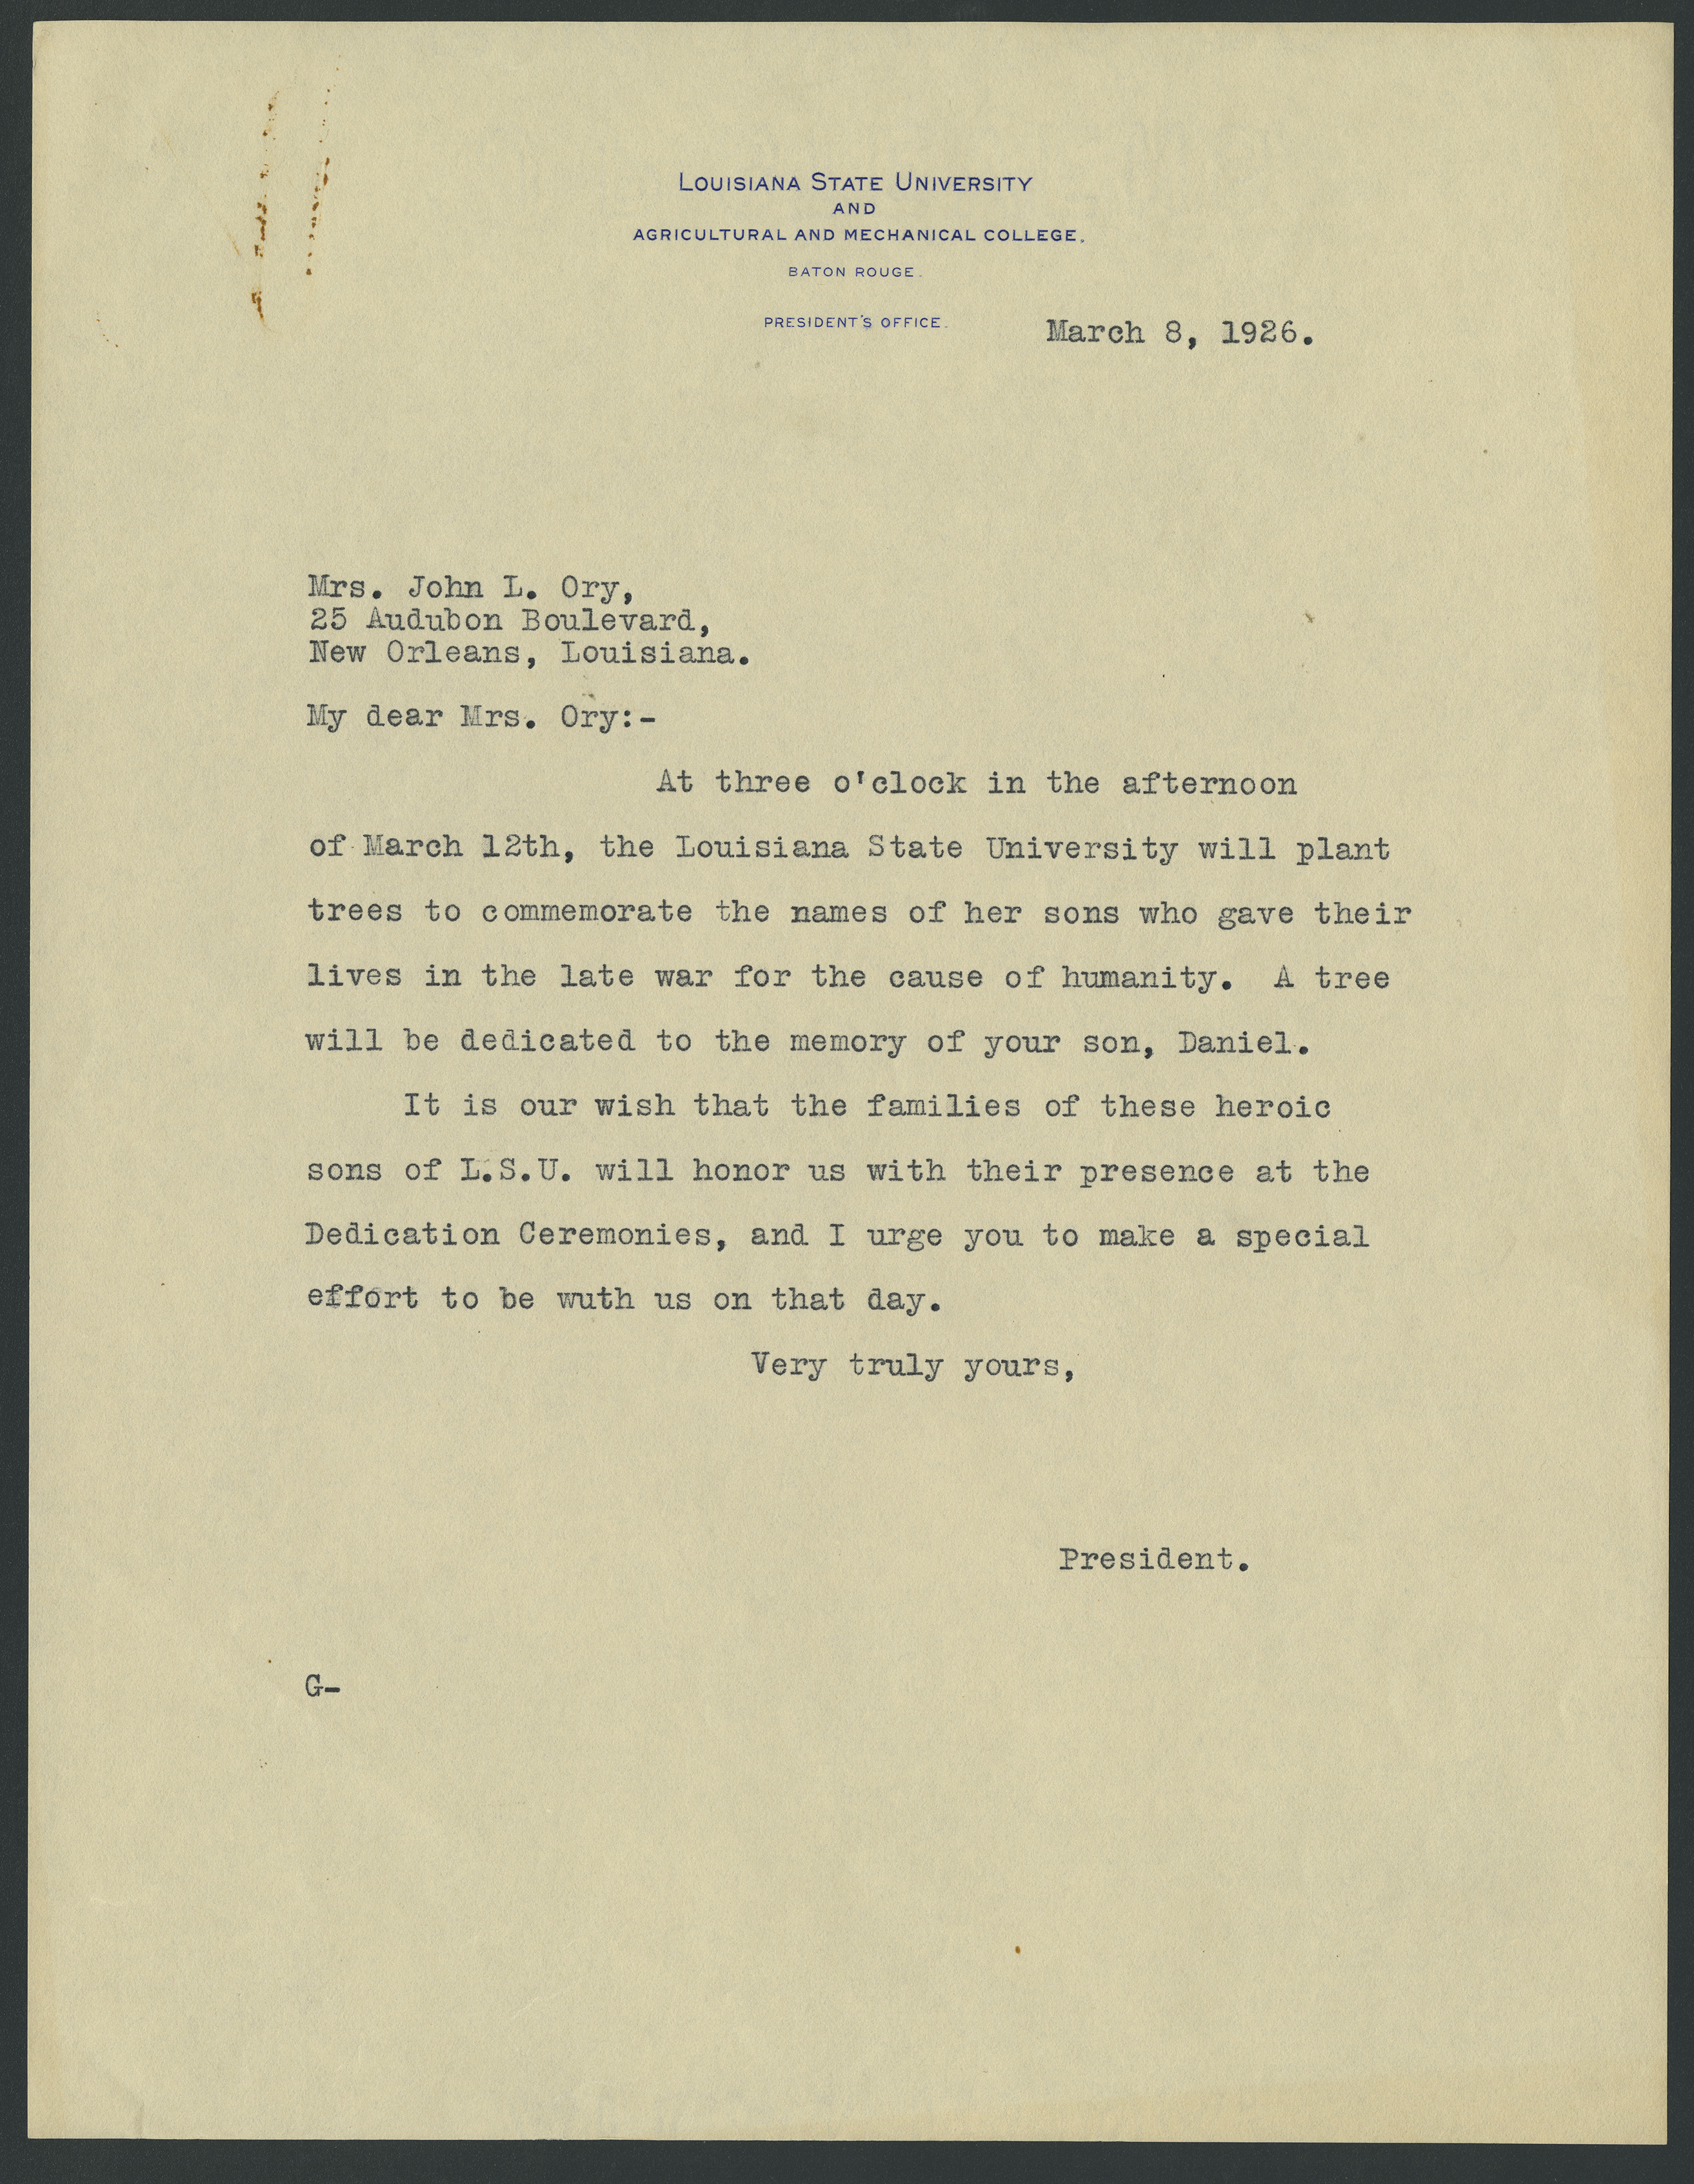 LOUISIANA STATE UNIVERSITY
AND
AGRICULTURAL AND MECHANICAL COLLEGE.
BATON ROUGE.
PRESIDENT'S OFFICE.
March 8, 1926.
Mrs. John L. Ory,
25 Audubon Boulevard,
New Orleans, Louisiana.
My dear Mrs. Ory:-
At three o'clock in the afternoon
of March 12th, the Louisiana State University will plant
trees to commemorate the names of her sons who gave their
lives in the late war for the cause of humanity. A tree
will be dedicated to the memory of your son, Daniel.
It is our wish that the families of these heroic
sons of L.S.U. will honor us with their presence at the
Dedication Ceremonies, and I urge you to make a special
effort to be wuth us on that day.
Very truly yours,
President.
G-